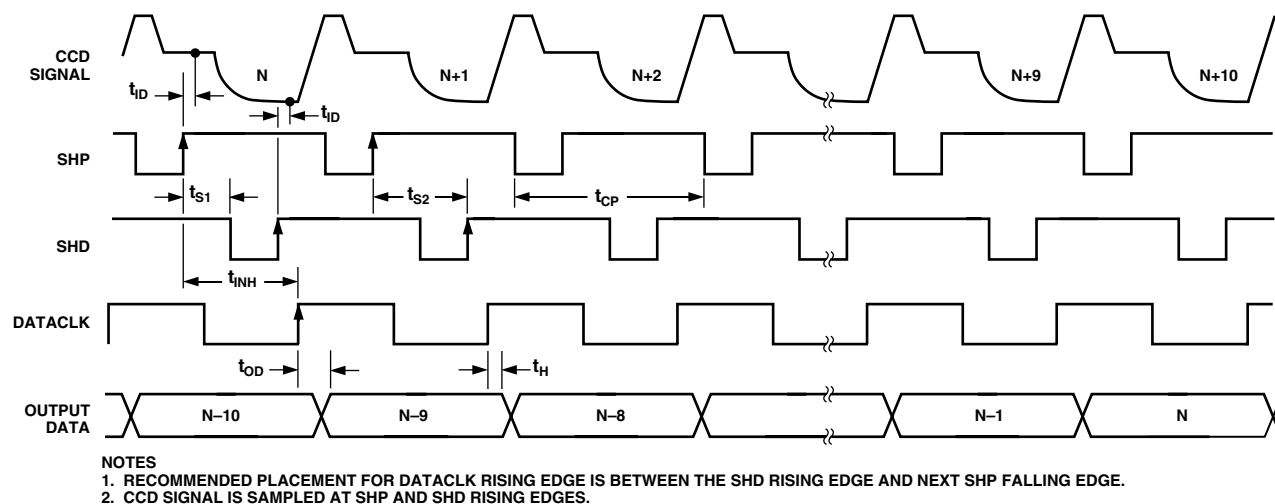 CCD
SIGNAL
N
N+1
N+2
N+9
N+10
tID
tID
SHP
tS1
tS2
tCP
SHD
tINH
DATACLK
tOD
tH
OUTPUT
DATA
N–10
N–9
N–8
N–1
N
NOTES
1. RECOMMENDED PLACEMENT FOR DATACLK RISING EDGE IS BETWEEN THE SHD RISING EDGE AND NEXT SHP FALLING EDGE.
2. CCD SIGNAL IS SAMPLED AT SHP AND SHD RISING EDGES.